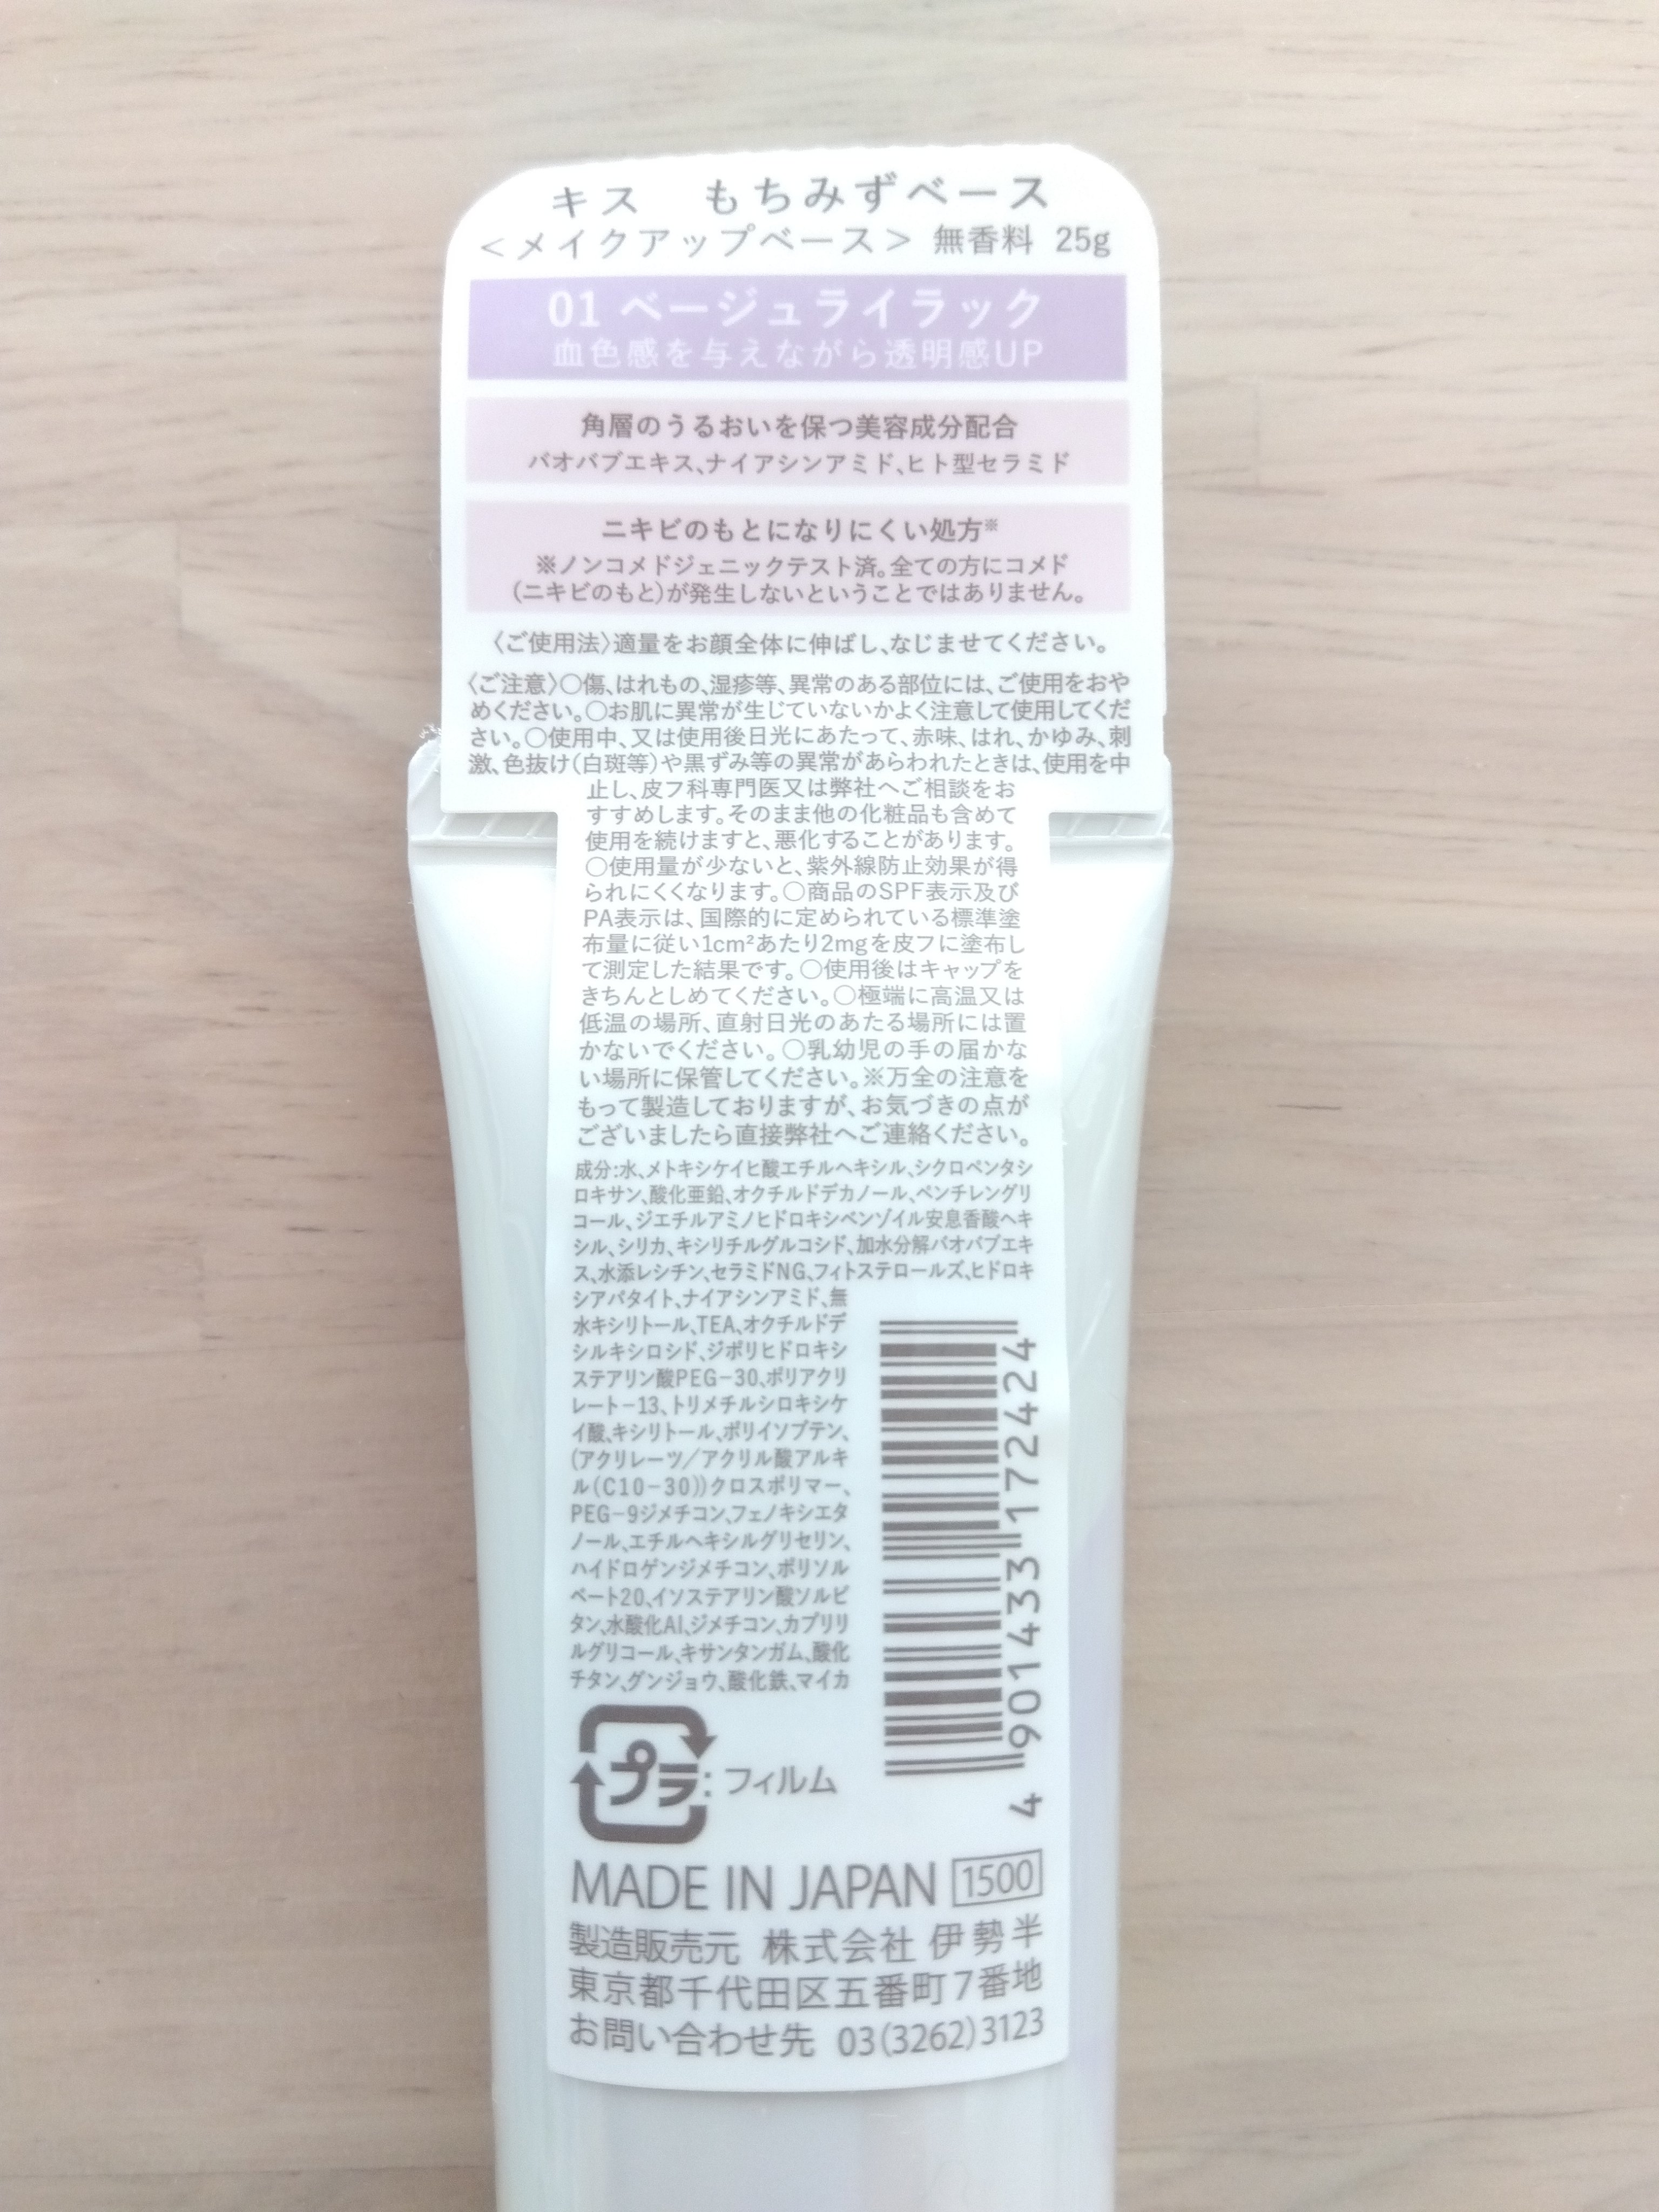 キス もちみずベース
＜メイクアップベース＞ 無香料 25g
01 ベージュライラック
血色感を与えながら透明感UP
角層のうるおいを保つ美容成分配合
バオバブエキス、ナイアシンアミド、ヒト型セラミド
ニキビのもとになりにくい処方※
※ノンコメドジェニックテスト済。全ての方にコメド
（ニキビのもと）が発生しないということではありません。
〈ご使用法〉適量をお顔全体に伸ばし、なじませてください。
〈ご注意〉○傷、はれもの、湿疹等、異常のある部位には、ご使用をおや
めください。○お肌に異常が生じていないかよく注意して使用してくだ
さい。○使用中、又は使用後日光にあたって、赤味、はれ、かゆみ、刺
激、色抜け（白斑等）や黒ずみ等の異常があらわれたときは、使用を中
止し、皮フ科専門医又は弊社へご相談をお
すすめします。そのまま他の化粧品も含めて
使用を続けますと、悪化することがあります。
○使用量が少ないと、紫外線防止効果が得
られにくくなります。○商品のSPF表示及び
PA表示は、国際的に定められている標準塗
布量に従い1cm²あたり2mgを皮フに塗布し
て測定した結果です。○使用後はキャップを
きちんとしめてください。○極端に高温又は
低温の場所、直射日光のあたる場所には置
かないでください。○乳幼児の手の届かな
い場所に保管してください。※万全の注意を
もって製造しておりますが、お気づきの点が
ございましたら直接弊社へご連絡ください。
成分：水、メトキシケイヒ酸エチルヘキシル、シクロペンタシ
ロキサン、酸化亜鉛、オクチルドデカノール、ペンチレングリ
コール、ジエチルアミノヒドロキシベンゾイル安息香酸ヘキ
シル、シリカ、キシリチルグルコシド、加水分解バオバブエキ
ス、水添レシチン、セラミドNG、フィトステロールズ、ヒドロキ
シアパタイト、ナイアシンアミド、無
水キシリトール、TEA、オクチルドデ
シルキシロシド、ジポリヒドロキシ
ステアリン酸PEG－30、ポリアクリ
レート－13、トリメチルシロキシケ
イ酸、キシリトール、ポリイソブテン、
（アクリレーツ／アクリル酸アルキ
ル（C10－30））クロスポリマー、
PEG－9ジメチコン、フェノキシエタ
ノール、エチルヘキシルグリセリン、
ハイドロゲンジメチコン、ポリソル
ベート20、イソステアリン酸ソルビ
タン、水酸化Al、ジメチコン、カプリリ
ルグリコール、キサンタンガム、酸化
チタン、グンジョウ、酸化鉄、マイカ
4 901433 172424
プラ：フィルム
MADE IN JAPAN 1500
製造販売元 株式会社 伊勢半
東京都千代田区五番町7番地
お問い合わせ先 03(3262)3123